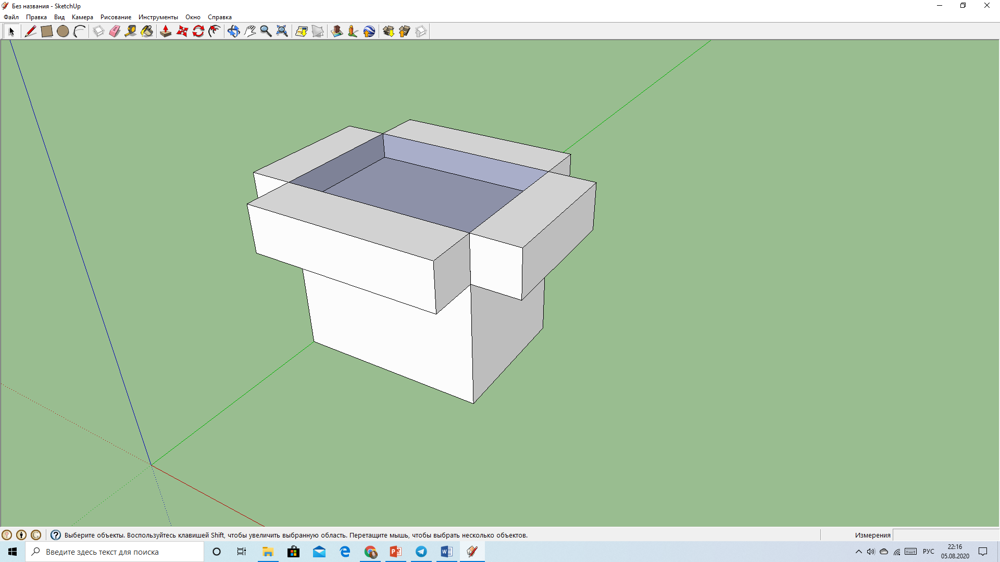 Без названия - SketchUp
Файл Правка Вид Камера Рисование Инструменты Окно Справка
Выберите объекты. Воспользуйтесь клавишей Shift, чтобы увеличить выбранную область. Перетащите мышь, чтобы выбрать несколько объектов.
Измерения
Введите здесь текст для поиска
РУС
22:16
05.08.2020